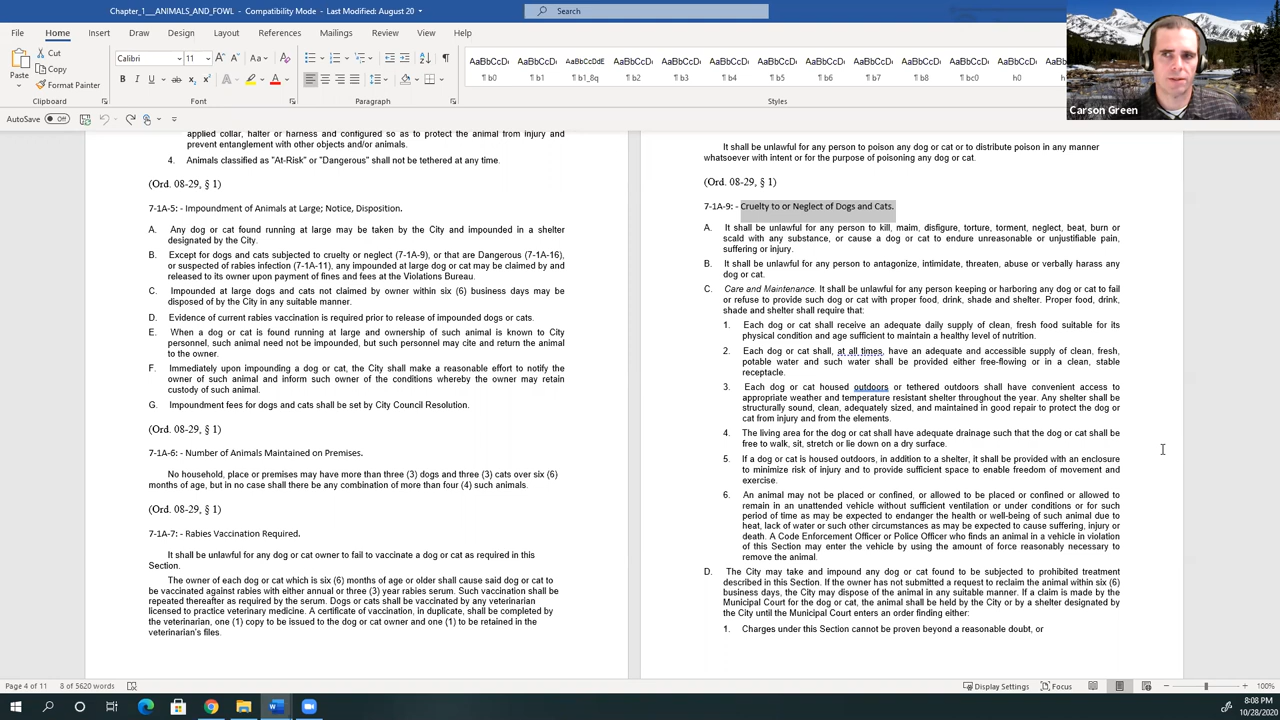 Chapter_1___ANIMALS_AND_FOWL - Compatibility Mode - Last Modified: August 20
Search
File Home Insert Draw Design Layout References Mailings Review View Help
Cut
Copy
Format Painter
Paste
Calibri 11
AaBbCcDı AaBbCcDı AaBbCcDdE AaBbCcDı AaBbCcDı AaBbCcDı AaBbCcDı AaBbCcDı AaBbCcDı AaBbCcDı AaBbCcDı AaBbCcDı
¶ b0 ¶ b1 ¶ b1_8q ¶ b2 ¶ b3 ¶ b4 ¶ b5 ¶ b6 ¶ b7 ¶ b8 ¶ bc0 h0
Clipboard Font Paragraph Styles
Carson Green
AutoSave Off
applied collar, halter or harness and configured so as to protect the animal from injury and
prevent entanglement with other objects and/or animals.
4. Animals classified as "At-Risk" or "Dangerous" shall not be tethered at any time.
(Ord. 08-29, § 1)
7-1A-5: - Impoundment of Animals at Large; Notice, Disposition.
A. Any dog or cat found running at large may be taken by the City and impounded in a shelter
designated by the City.
B. Except for dogs and cats subjected to cruelty or neglect (7-1A-9), or that are Dangerous (7-1A-16),
or suspected of rabies infection (7-1A-11), any impounded at large dog or cat may be claimed by and
released to its owner upon payment of fines and fees at the Violations Bureau.
C. Impounded at large dogs and cats not claimed by owner within six (6) business days may be
disposed of by the City in any suitable manner.
D. Evidence of current rabies vaccination is required prior to release of impounded dogs or cats.
E. When a dog or cat is found running at large and ownership of such animal is known to City
personnel, such animal need not be impounded, but such personnel may cite and return the animal
to the owner.
F. Immediately upon impounding a dog or cat, the City shall make a reasonable effort to notify the
owner of such animal and inform such owner of the conditions whereby the owner may retain
custody of such animal.
G. Impoundment fees for dogs and cats shall be set by City Council Resolution.
(Ord. 08-29, § 1)
7-1A-6: - Number of Animals Maintained on Premises.
No household, place or premises may have more than three (3) dogs and three (3) cats over six (6)
months of age, but in no case shall there be any combination of more than four (4) such animals.
(Ord. 08-29, § 1)
7-1A-7: - Rabies Vaccination Required.
It shall be unlawful for any dog or cat owner to fail to vaccinate a dog or cat as required in this
Section.
The owner of each dog or cat which is six (6) months of age or older shall cause said dog or cat to
be vaccinated against rabies with either annual or three (3) year rabies serum. Such vaccination shall be
repeated thereafter as required by the serum. Dogs or cats shall be vaccinated by any veterinarian
licensed to practice veterinary medicine. A certificate of vaccination, in duplicate, shall be completed by
the veterinarian, one (1) copy to be issued to the dog or cat owner and one (1) to be retained in the
veterinarian's files.
It shall be unlawful for any person to poison any dog or cat or to distribute poison in any manner
whatsoever with intent or for the purpose of poisoning any dog or cat.
(Ord. 08-29, § 1)
7-1A-9: - Cruelty to or Neglect of Dogs and Cats.
A. It shall be unlawful for any person to kill, maim, disfigure, torture, torment, neglect, beat, burn or
scald with any substance, or cause a dog or cat to endure unreasonable or unjustifiable pain,
suffering or injury.
B. It shall be unlawful for any person to antagonize, intimidate, threaten, abuse or verbally harass any
dog or cat.
C. Care and Maintenance. It shall be unlawful for any person keeping or harboring any dog or cat to fail
or refuse to provide such dog or cat with proper food, drink, shade and shelter. Proper food, drink,
shade and shelter shall require that:
1. Each dog or cat shall receive an adequate daily supply of clean, fresh food suitable for its
physical condition and age sufficient to maintain a healthy level of nutrition.
2. Each dog or cat shall, at all times, have an adequate and accessible supply of clean, fresh,
potable water and such water shall be provided either free-flowing or in a clean, stable
receptacle.
3. Each dog or cat housed outdoors or tethered outdoors shall have convenient access to
appropriate weather and temperature resistant shelter throughout the year. Any shelter shall be
structurally sound, clean, adequately sized, and maintained in good repair to protect the dog or
cat from injury and from the elements.
4. The living area for the dog or cat shall have adequate drainage such that the dog or cat shall be
free to walk, sit, stretch or lie down on a dry surface.
5. If a dog or cat is housed outdoors, in addition to a shelter, it shall be provided with an enclosure
to minimize risk of injury and to provide sufficient space to enable freedom of movement and
exercise.
6. An animal may not be placed or confined, or allowed to be placed or confined or allowed to
remain in an unattended vehicle without sufficient ventilation or under conditions or for such
period of time as may be expected to endanger the health or well-being of such animal due to
heat, lack of water or such other circumstances as may be expected to cause suffering, injury or
death. A Code Enforcement Officer or Police Officer who finds an animal in a vehicle in violation
of this Section may enter the vehicle by using the amount of force reasonably necessary to
remove the animal.
D. The City may take and impound any dog or cat found to be subjected to prohibited treatment
described in this Section. If the owner has not submitted a request to reclaim the animal within six (6)
business days, the City may dispose of the animal in any suitable manner. If a claim is made by the
Municipal Court for the dog or cat, the animal shall be held by the City or by a shelter designated by
the City until the Municipal Court enters an order finding either:
1. Charges under this Section cannot be proven beyond a reasonable doubt, or
Page 4 of 11 8 of 5620 words
Display Settings Focus 100%
8:08 PM
10/28/2020